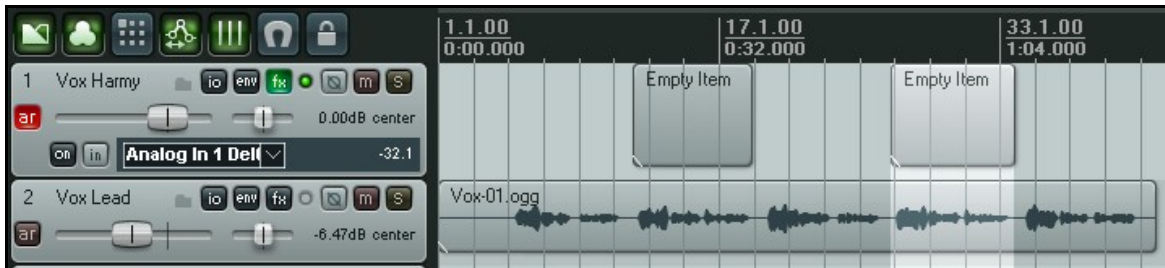 1.1.00 17.1.00 33.1.00
0:00.000 0:32.000 1:04.000
1 Vox Harmy io env fx m s
ar 0.00dB center
on in Analog In 1 Del -32.1
Empty Item Empty Item
2 Vox Lead io env fx m s
ar -6.47dB center
Vox-01.ogg